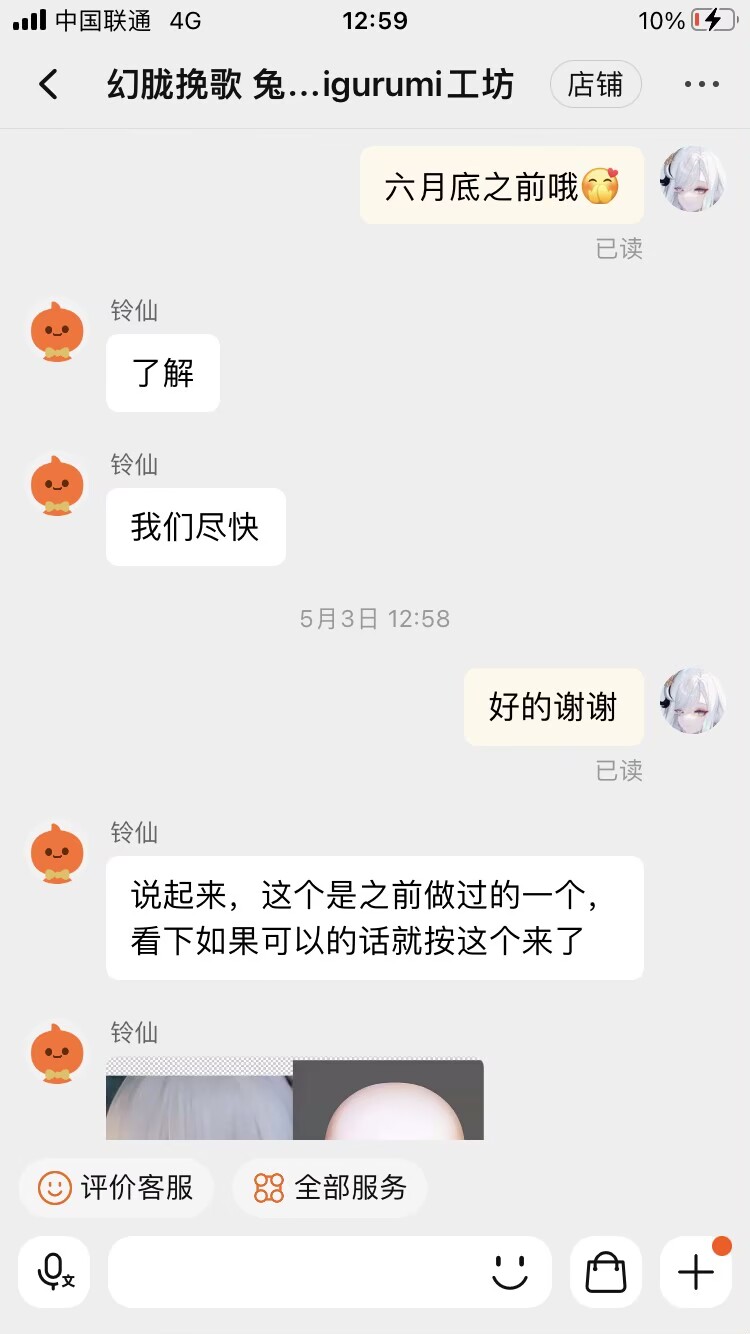 中国联通 4G 12:59 10%
幻胧挽歌 兔...igurumi工坊 店铺
六月底之前哦
已读
铃仙
了解
铃仙
我们尽快
5月3日 12:58
好的谢谢
已读
铃仙
说起来，这个是之前做过的一个，
看下如果可以的话就按这个来了
铃仙
评价客服 全部服务
文